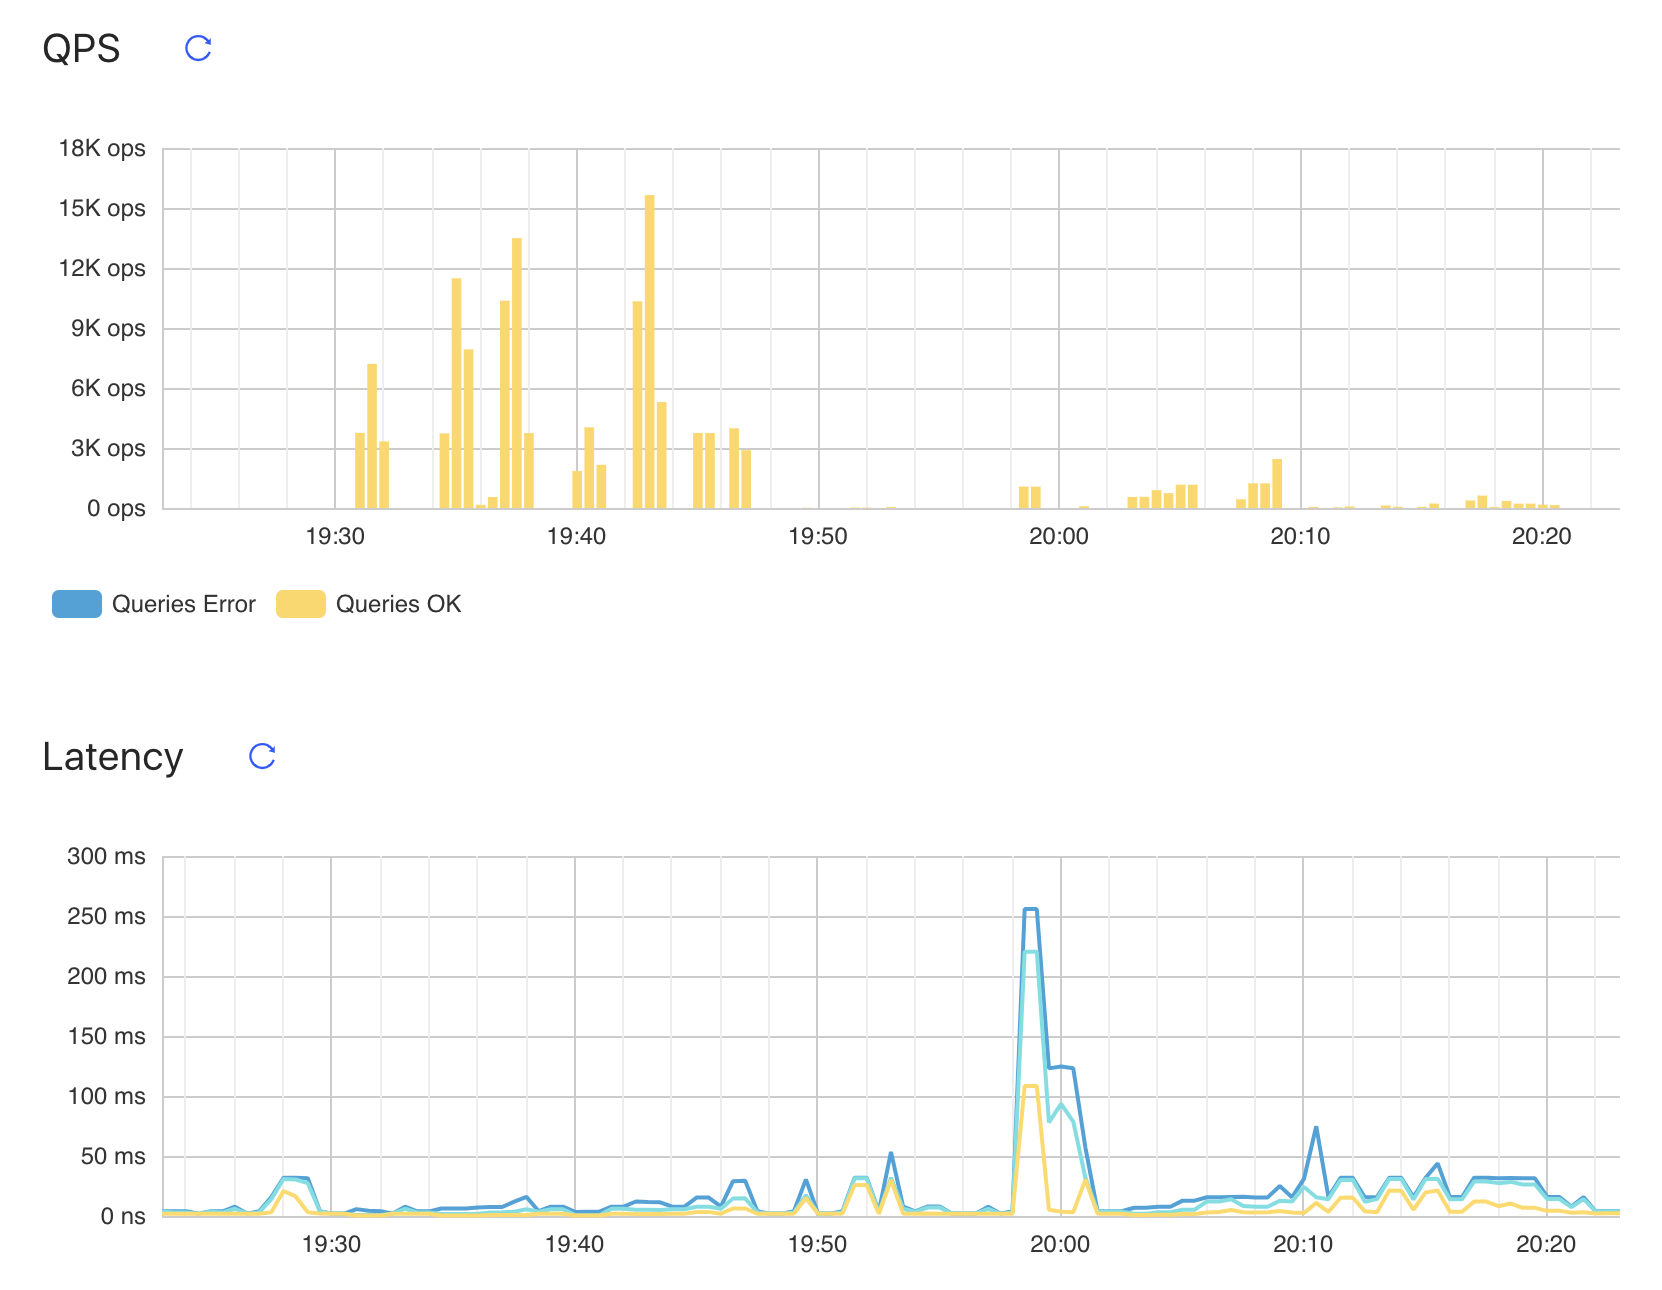 QPS
18K ops
15K ops
12K ops
9K ops
6K ops
3K ops
0 ops
19:30 19:40 19:50 20:00 20:10 20:20
Queries Error Queries OK
Latency
300 ms
250 ms
200 ms
150 ms
100 ms
50 ms
0 ns
19:30 19:40 19:50 20:00 20:10 20:20